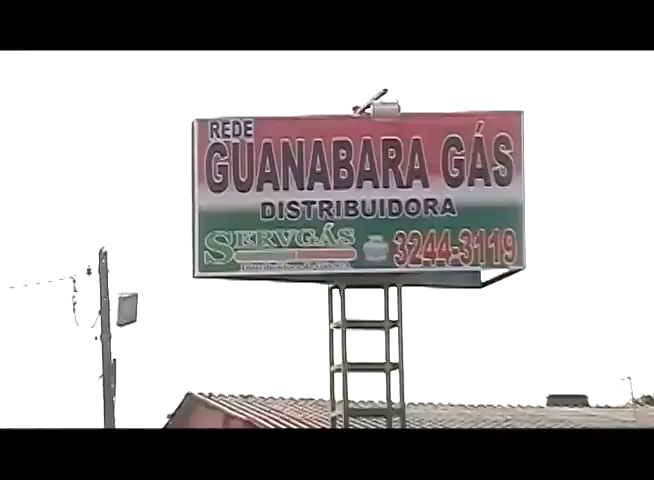 REDE
GUANABARA GÁS
DISTRIBUIDORA
SERVGÁS
3244-3119